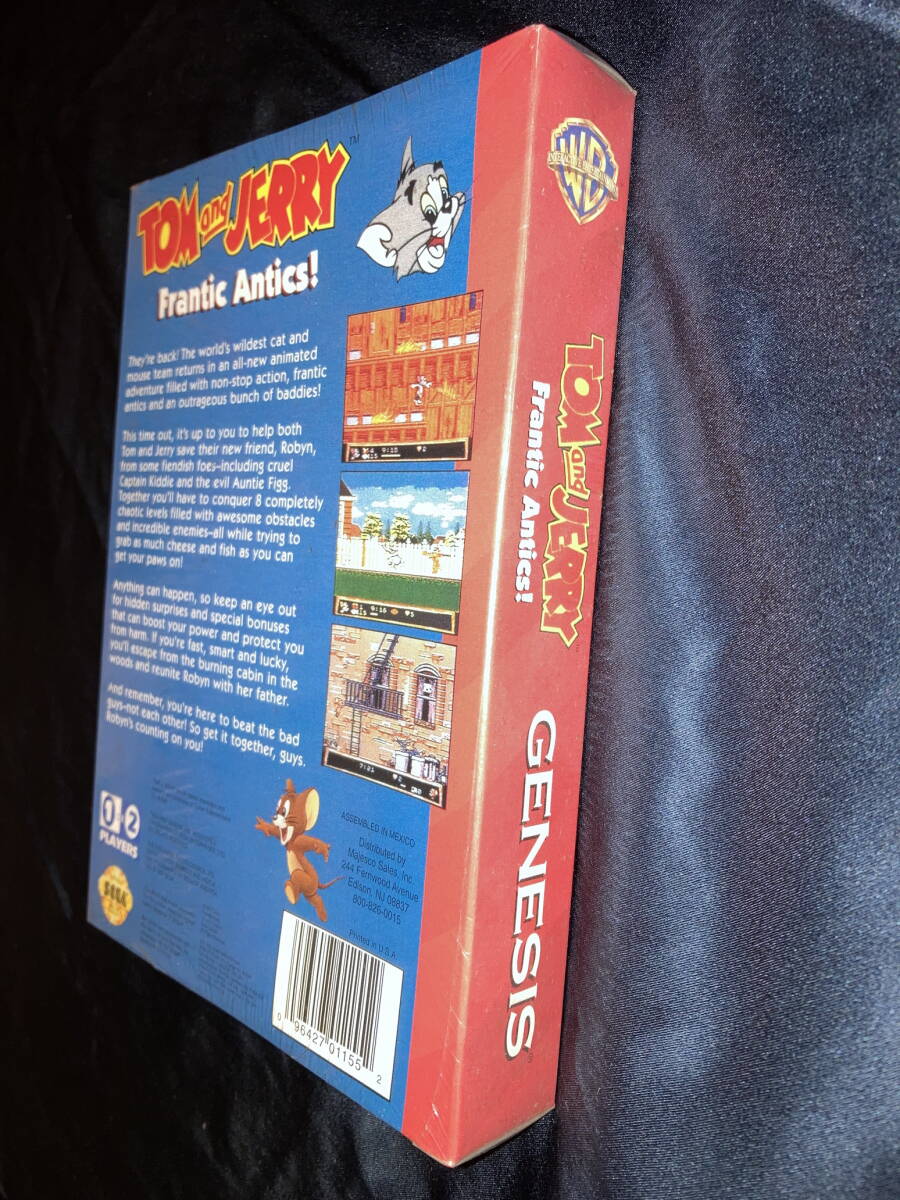 TOM and JERRY™
Frantic Antics!
They're back! The world's wildest cat and
mouse team returns in an all-new animated
adventure filled with non-stop action, frantic
antics and an outrageous bunch of baddies!
This time out, it's up to you to help both
Tom and Jerry save their new friend, Robyn,
from some fiendish foes–including cruel
Captain Kiddie and the evil Auntie Figg.
Together you'll have to conquer 8 completely
chaotic levels filled with awesome obstacles
and incredible enemies–all while trying to
grab as much cheese and fish as you can
get your paws on!
Anything can happen, so keep an eye out
for hidden surprises and special bonuses
that can boost your power and protect you
from harm. If you're fast, smart and lucky,
you'll escape from the burning cabin in the
woods and reunite Robyn with her father.
And remember, you're here to beat the bad
guys–not each other! So get it together, guys.
Robyn's counting on you!
1 2
PLAYERS
SEGA
ASSEMBLED IN MEXICO
Distributed by
Majesco Sales, Inc.
244 Fernwood Avenue
Edison, NJ 08837
800-826-0015
Printed in U.S.A
0 96427 01155 2
9:15
9:16
7:21
WB
TOM and JERRY™
Frantic Antics!
GENESIS